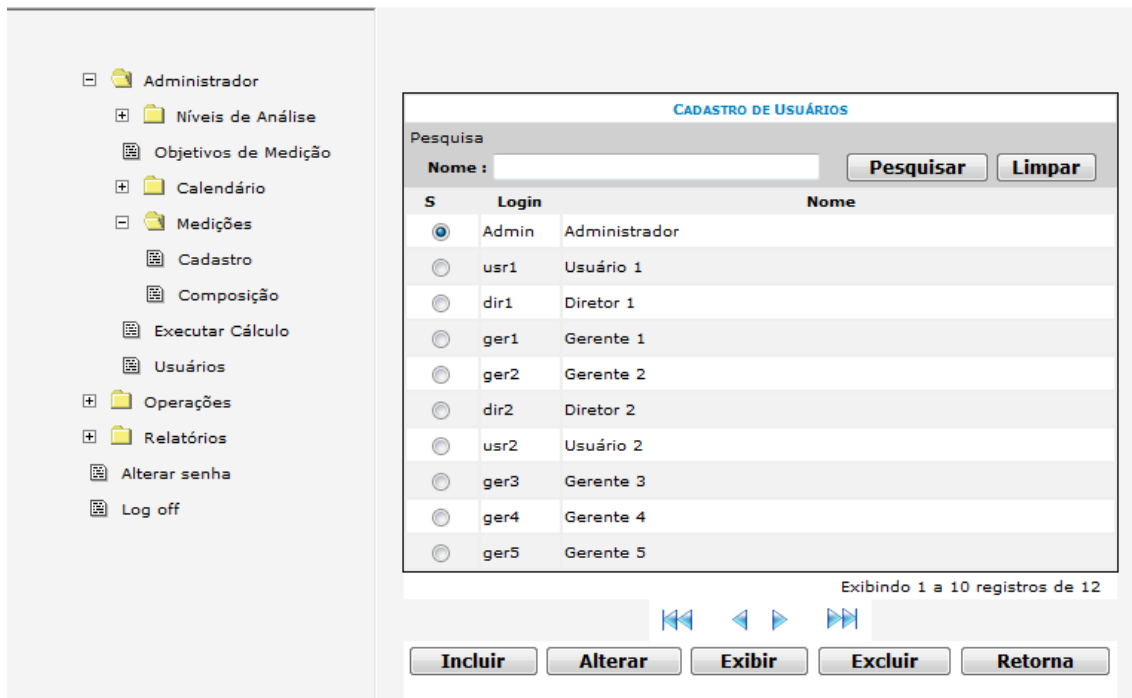 Administrador
Níveis de Análise
Objetivos de Medição
Calendário
Medições
Cadastro
Composição
Executar Cálculo
Usuários
Operações
Relatórios
Alterar senha
Log off
CADASTRO DE USUÁRIOS
Pesquisa
Nome : Pesquisar Limpar
S Login Nome
Admin Administrador
usr1 Usuário 1
dir1 Diretor 1
ger1 Gerente 1
ger2 Gerente 2
dir2 Diretor 2
usr2 Usuário 2
ger3 Gerente 3
ger4 Gerente 4
ger5 Gerente 5
Exibindo 1 a 10 registros de 12
Incluir Alterar Exibir Excluir Retorna